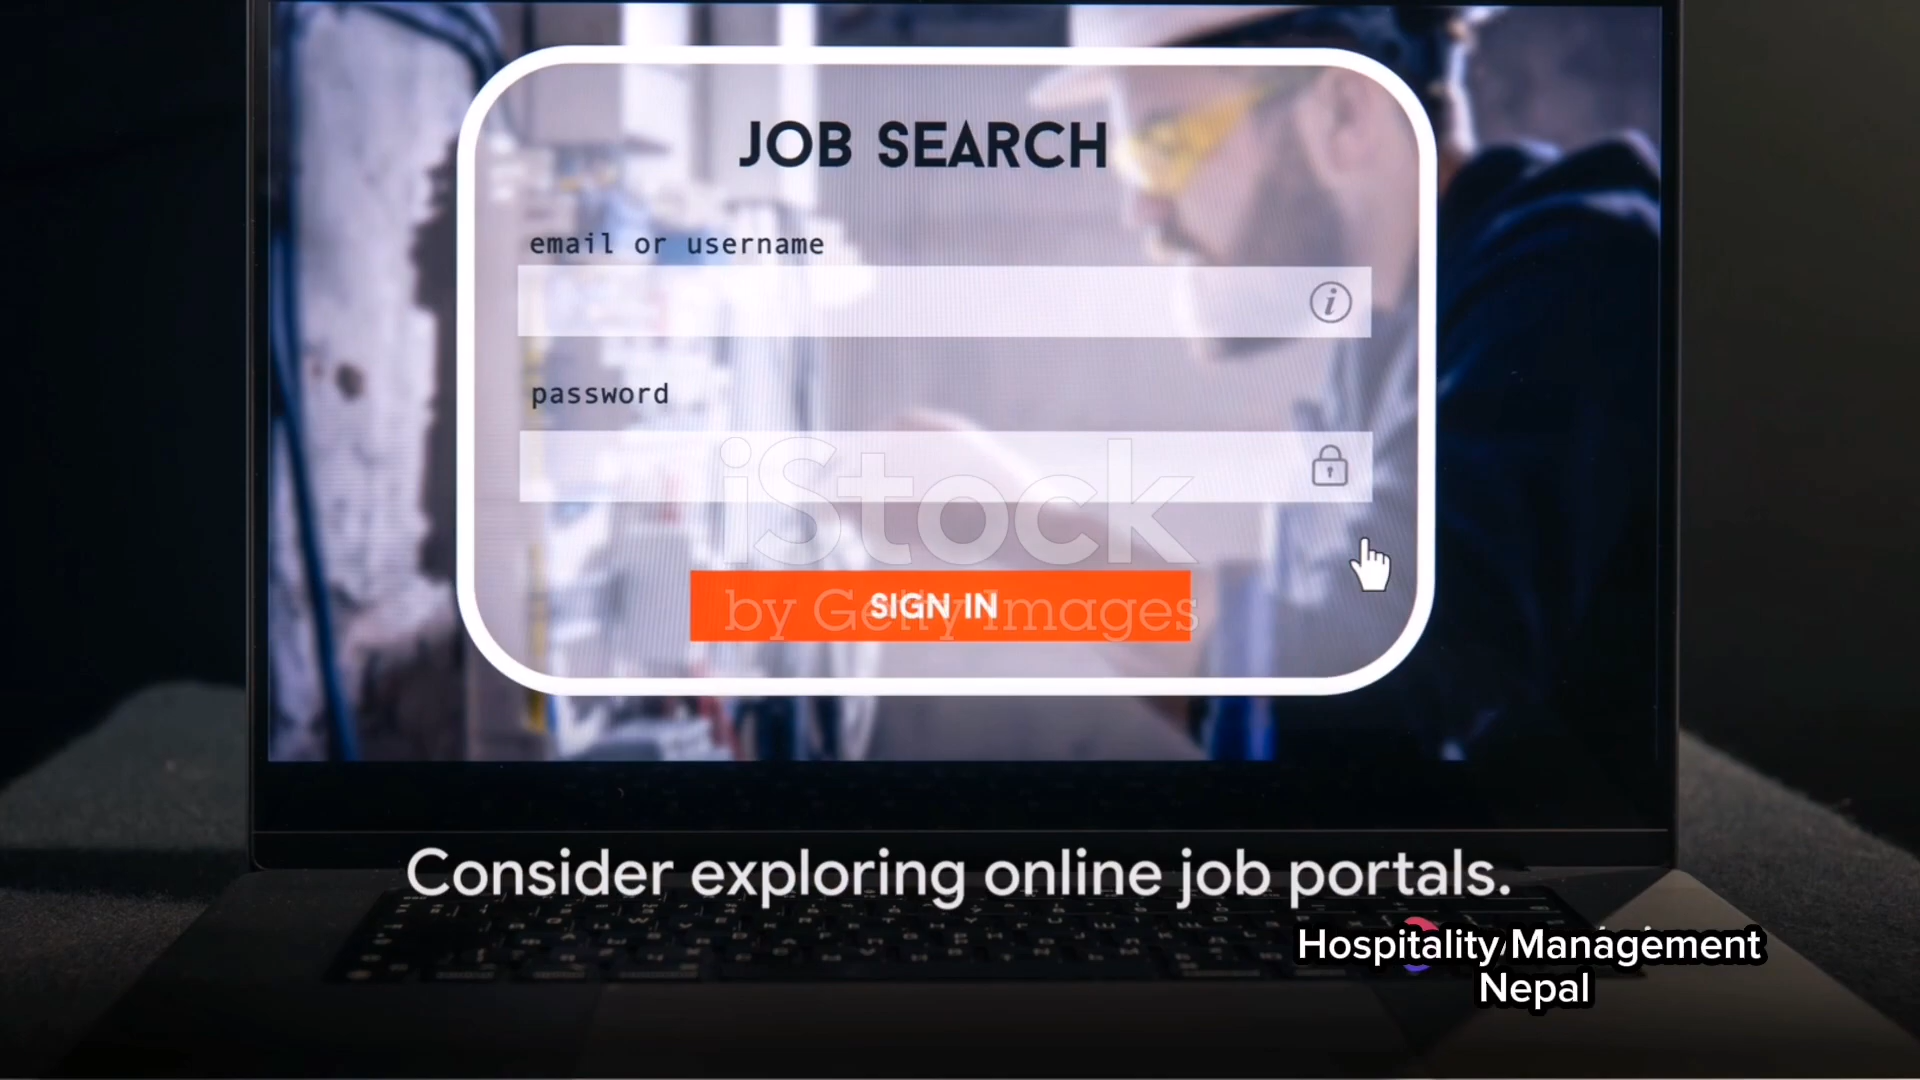 JOB SEARCH
email or username
password
iStock
SIGN IN
by Getty Images
Consider exploring online job portals.
Hospitality Management
Nepal